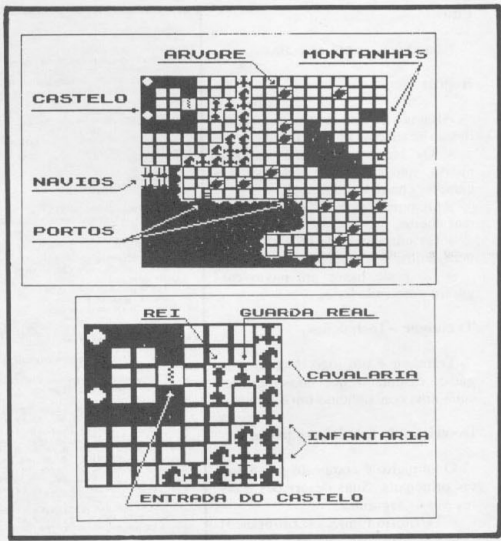 ARVORE
MONTANHAS
CASTELO
NAVIOS
PORTOS
REI
GUARDA REAL
CAVALARIA
INFANTARIA
ENTRADA DO CASTELO